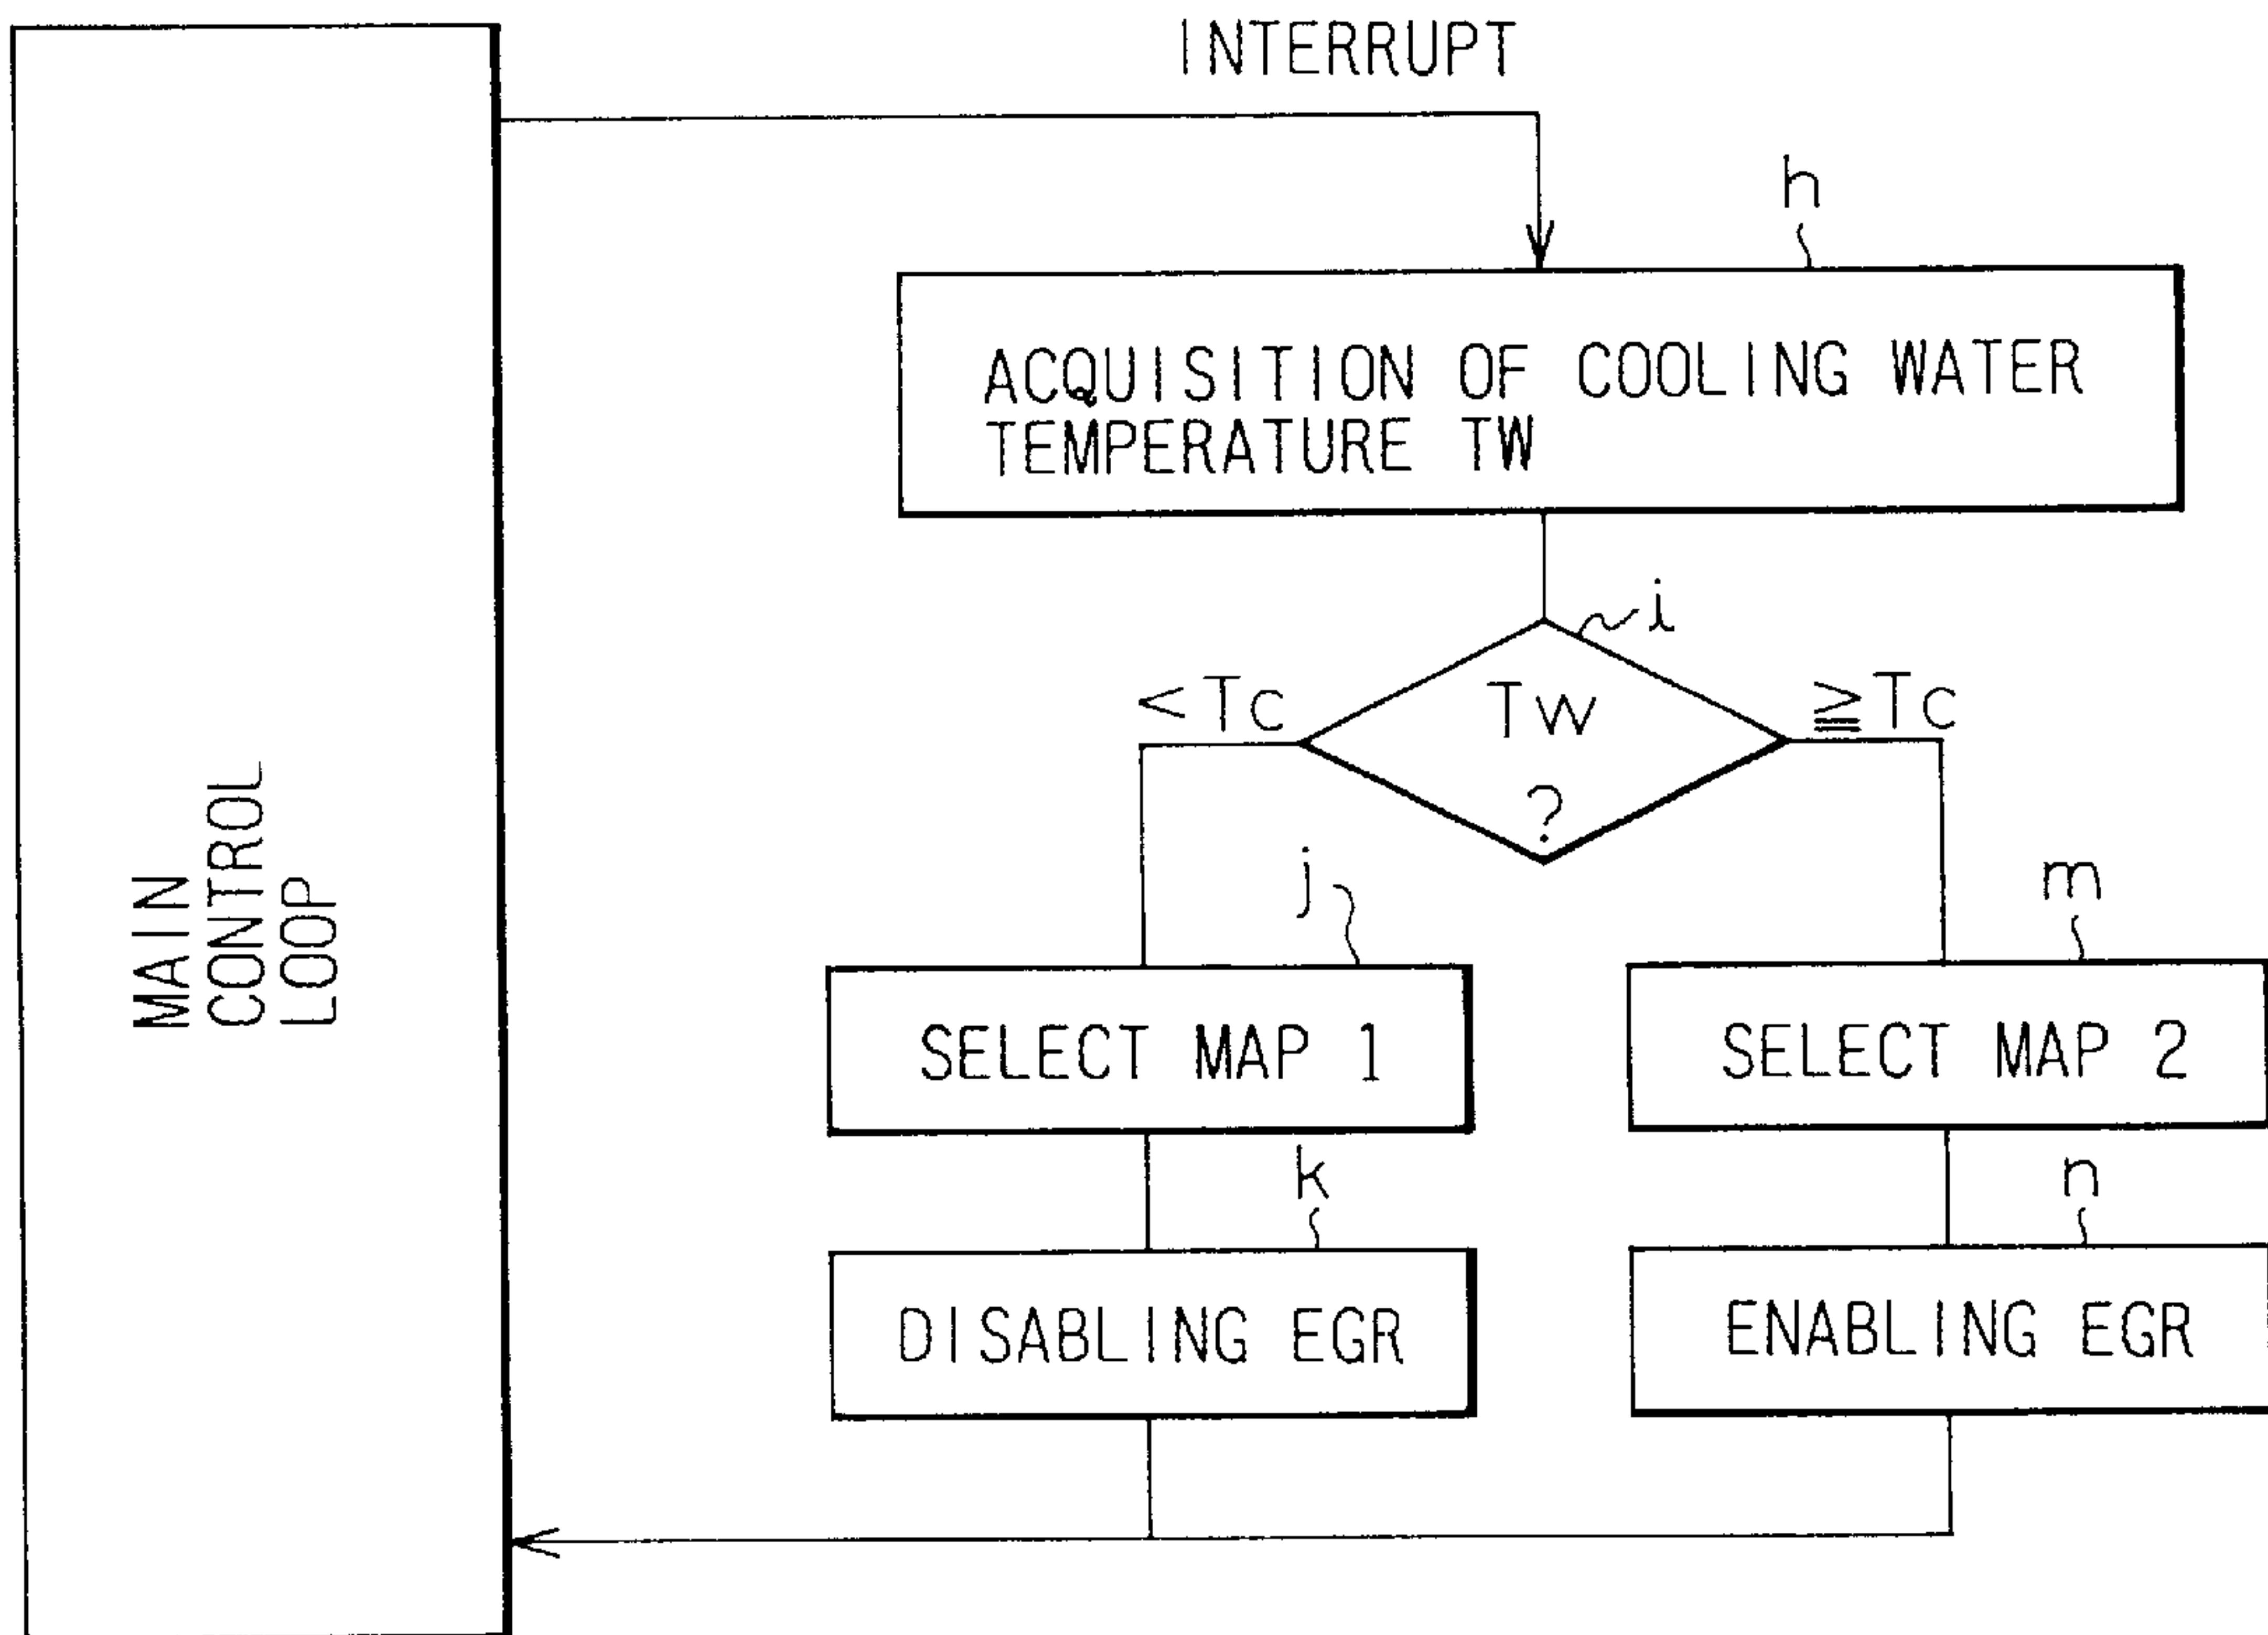 INTERRUPT
h
ACQUISITION OF COOLING WATER
TEMPERATURE TW
i
<Tc
Tw
≧Tc
?
MAIN
CONTROL
LOOP
j
m
SELECT MAP 1
SELECT MAP 2
k
n
DISABLING EGR
ENABLING EGR